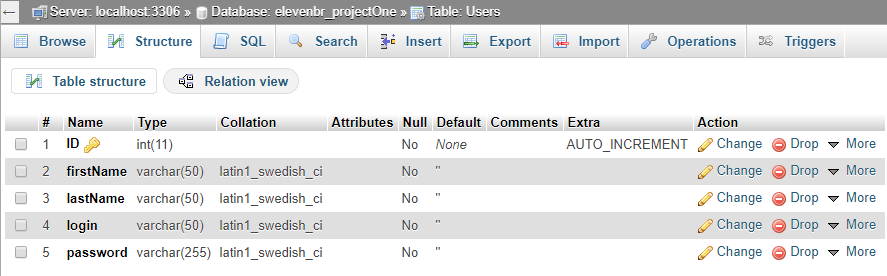 ← Server: localhost:3306 » Database: elevenbr_projectOne » Table: Users
Browse Structure SQL Search Insert Export Import Operations Triggers
Table structure Relation view
# Name Type Collation Attributes Null Default Comments Extra Action
1 ID int(11) No None AUTO_INCREMENT Change Drop More
2 firstName varchar(50) latin1_swedish_ci No '' Change Drop More
3 lastName varchar(50) latin1_swedish_ci No '' Change Drop More
4 login varchar(50) latin1_swedish_ci No '' Change Drop More
5 password varchar(255) latin1_swedish_ci No '' Change Drop More